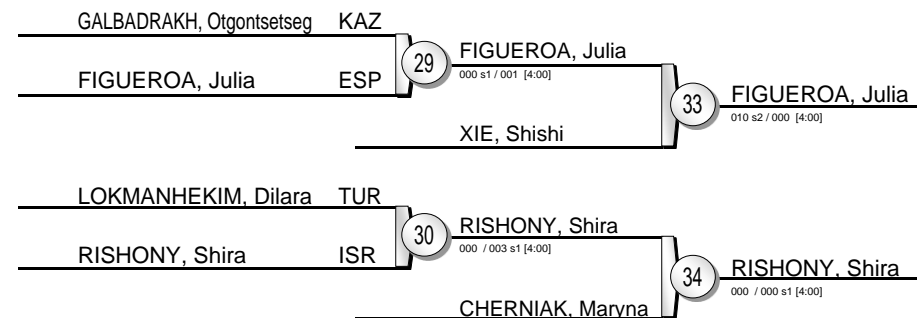 GALBADRAKH, Otgontsetseg KAZ
29
FIGUEROA, Julia
000 s1 / 001 [4:00]
FIGUEROA, Julia ESP
33
FIGUEROA, Julia
010 s2 / 000 [4:00]
XIE, Shishi
LOKMANHEKIM, Dilara TUR
30
RISHONY, Shira
000 / 003 s1 [4:00]
RISHONY, Shira ISR
34
RISHONY, Shira
000 / 000 s1 [4:00]
CHERNIAK, Maryna